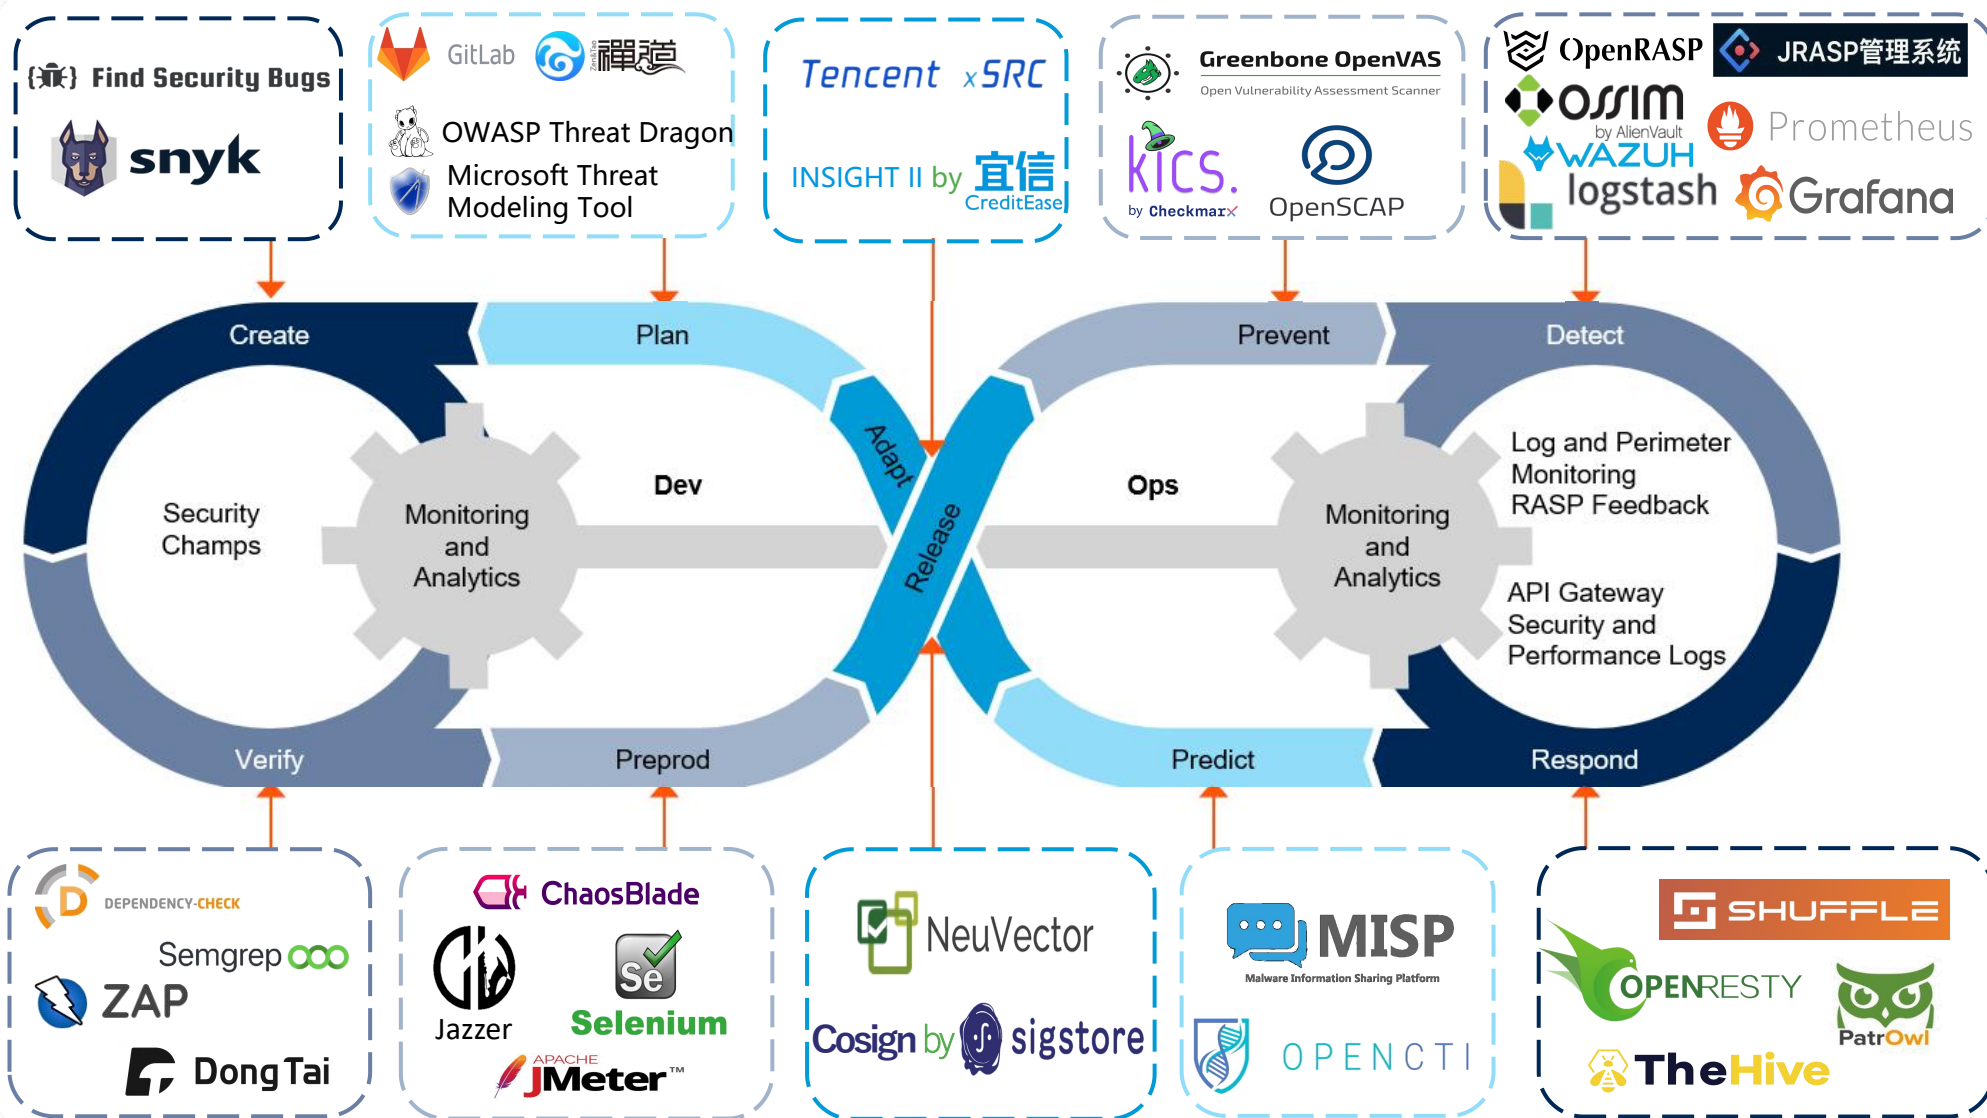 Find Security Bugs
snyk
GitLab
禅道
OWASP Threat Dragon
Microsoft Threat
Modeling Tool
Tencent xSRC
INSIGHT II by 宜信
CreditEase
Greenbone OpenVAS
Open Vulnerability Assessment Scanner
KICS.
by Checkmarx
OpenSCAP
OpenRASP
JRASP管理系统
OSSIM
by AlienVault
Prometheus
WAZUH
logstash
Grafana
Create
Plan
Prevent
Detect
Adapt
Release
Dev
Ops
Security
Champs
Monitoring
and
Analytics
Monitoring
and
Analytics
Log and Perimeter
Monitoring
RASP Feedback
API Gateway
Security and
Performance Logs
Verify
Preprod
Predict
Respond
DEPENDENCY-CHECK
Semgrep
ZAP
DongTai
ChaosBlade
Jazzer
Se
Selenium
APACHE
JMeter™
NeuVector
Cosign by sigstore
MISP
Malware Information Sharing Platform
OPENCTI
SHUFFLE
OPENRESTY
PatrOwl
TheHive